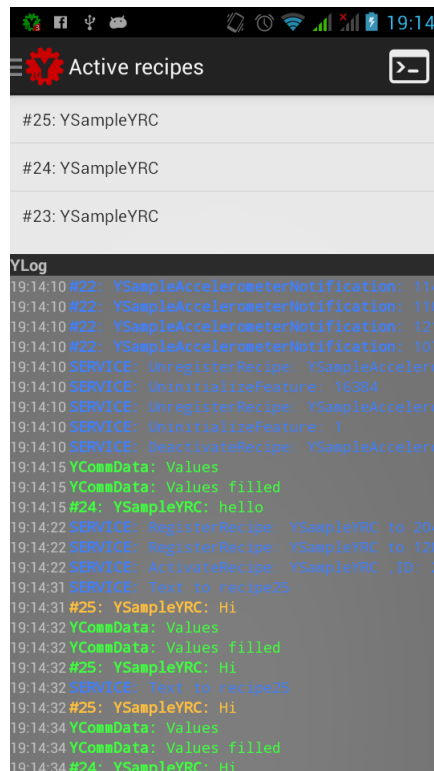 19:14
Active recipes
#25: YSampleYRC
#24: YSampleYRC
#23: YSampleYRC
YLog
19:14:10 #22: YSampleAccelerometerNotification:
19:14:10 #22: YSampleAccelerometerNotification:
19:14:10 #22: YSampleAccelerometerNotification:
19:14:10 #22: YSampleAccelerometerNotification:
19:14:10 SERVICE: UnregisterRecipe: YSampleAcceler
19:14:10 SERVICE: UninitializeFeature: 16384
19:14:10 SERVICE: UnregisterRecipe: YSampleAcceler
19:14:10 SERVICE: UninitializeFeature: 1
19:14:10 SERVICE: DeactivateRecipe: YSampleAcceler
19:14:15 YCommData: Values
19:14:15 YCommData: Values filled
19:14:15 #24: YSampleYRC: hello
19:14:22 SERVICE: RegisterRecipe: YSampleYRC to
19:14:22 SERVICE: RegisterRecipe: YSampleYRC to
19:14:22 SERVICE: ActivateRecipe: YSampleYRC ,ID
19:14:31 SERVICE: Text to recipe25
19:14:31 #25: YSampleYRC: Hi
19:14:32 YCommData: Values
19:14:32 YCommData: Values filled
19:14:32 #25: YSampleYRC: Hi
19:14:32 SERVICE: Text to recipe25
19:14:32 #25: YSampleYRC: Hi
19:14:34 YCommData: Values
19:14:34 YCommData: Values filled
19:14:34 #24: YSampleYRC: Hi